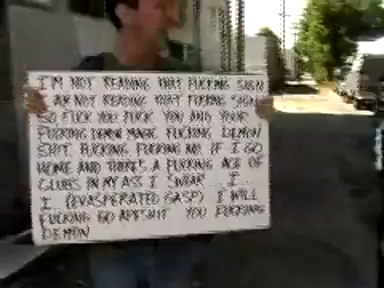 I'M NOT READING THAT FUCKING SIGN
I AM NOT READING THAT FUCKING SIGN
SO FUCK YOU FUCK YOU AND YOUR
FUCKING DEMON MAGIC FUCKING DEMON
SHIT FUCKING FUCKING NO IF I GO
HOME AND THERE'S A FUCKING ACE OF
CLUBS IN MY ASS I SWEAR... I...
I... (EXASPERATED GASP) I WILL
FUCKING GO APESHIT YOU FUCKING
DEMON